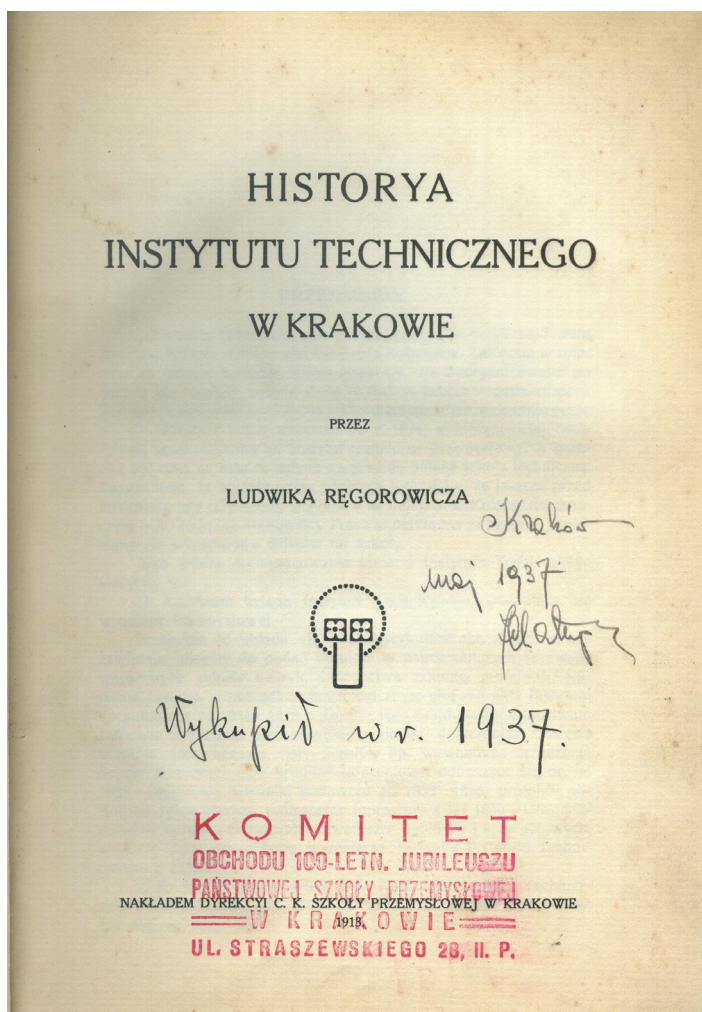 HISTORYA
INSTYTUTU TECHNICZNEGO
W KRAKOWIE
PRZEZ
LUDWIKA RĘGOROWICZA
Kraków
maj 1937
Wykupił w r. 1937.
KOMITET
OBCHODU 100-LETN. JUBILEUSZU
PAŃSTWOWEJ SZKOŁY PRZEMYSŁOWEJ
NAKŁADEM DYREKCYI C. K. SZKOŁY PRZEMYSŁOWEJ W KRAKOWIE
W KRAKOWIE
1913.
UL. STRASZEWSKIEGO 28, II. P.